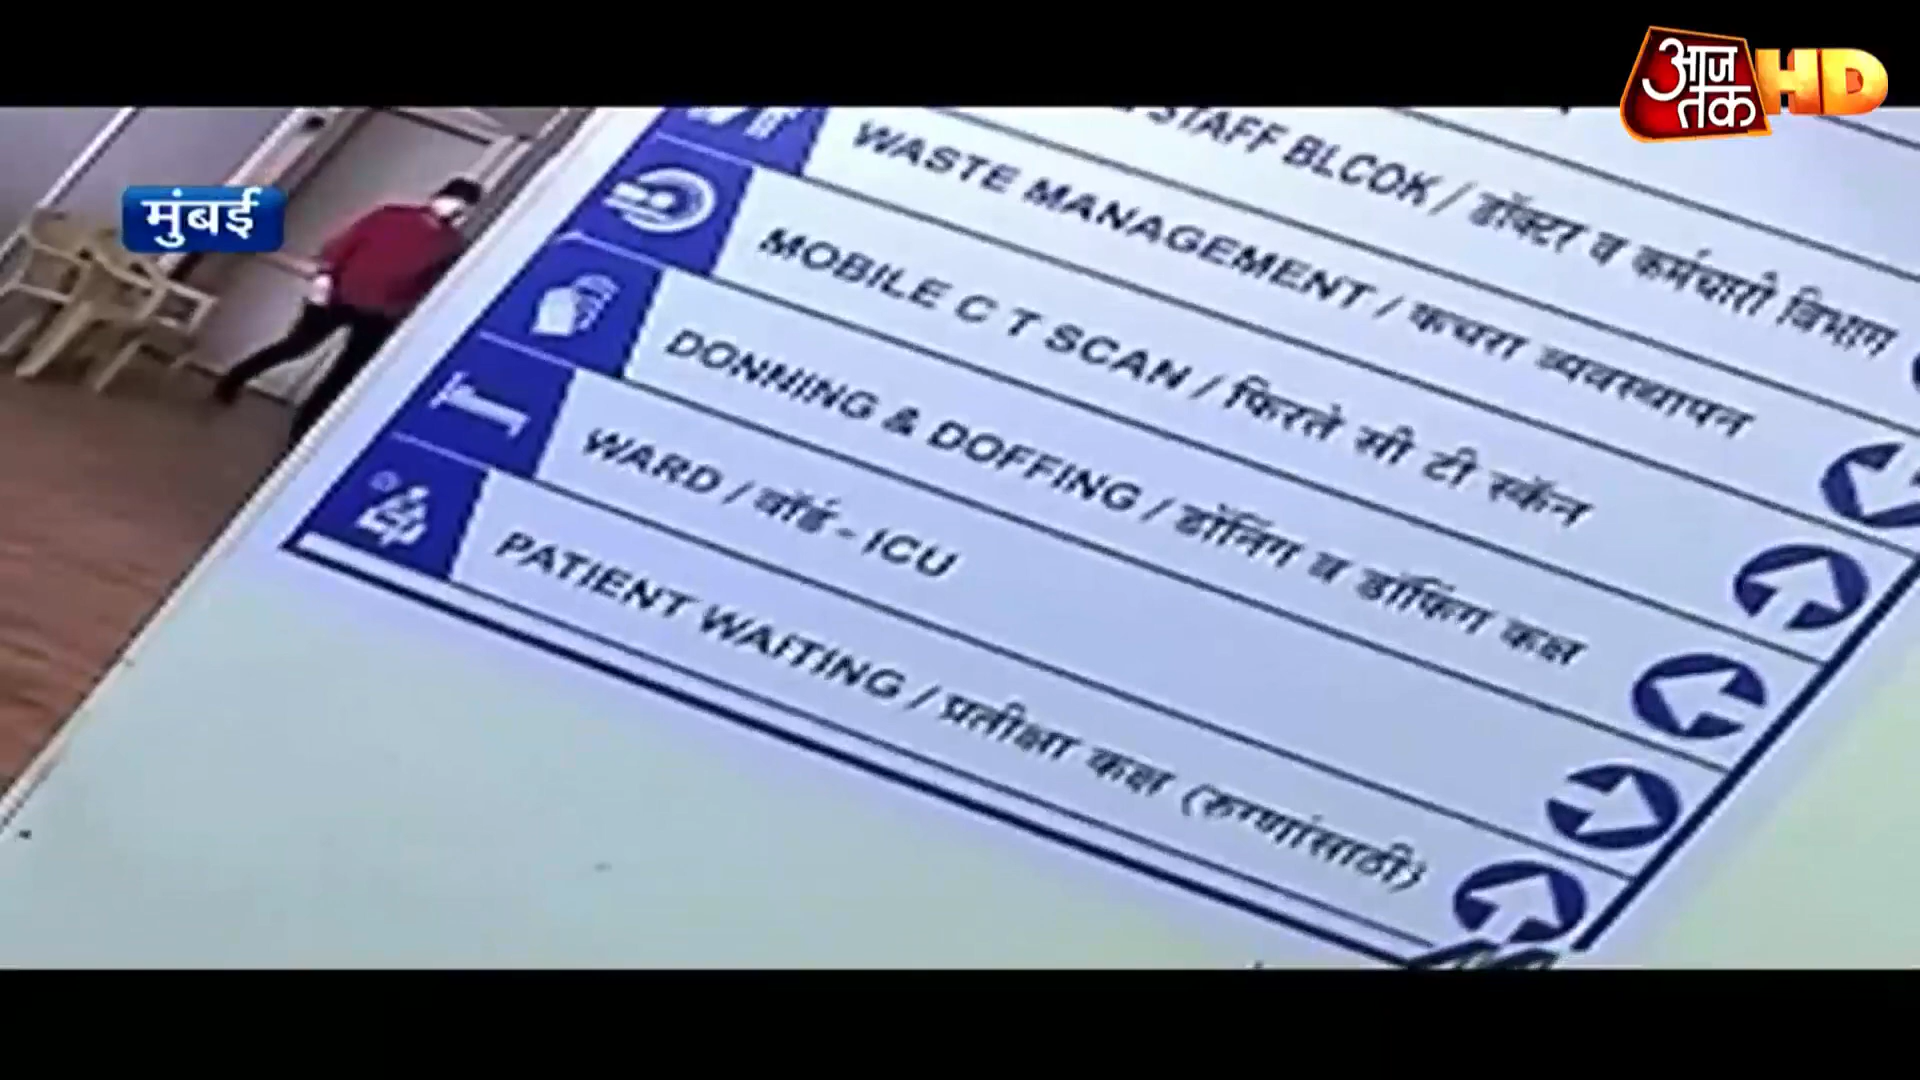 आज तक HD
मुंबई
STAFF BLCOK / डॉक्टर व कर्मचारी विभाग
WASTE MANAGEMENT / कचरा व्यवस्थापन
MOBILE C T SCAN / फिरते सी टी स्कॅन
DONNING & DOFFING / डॉनिंग व डॉफिंग कक्ष
WARD / वॉर्ड - ICU
PATIENT WAITING / प्रतीक्षा कक्ष (रुग्णांसाठी)